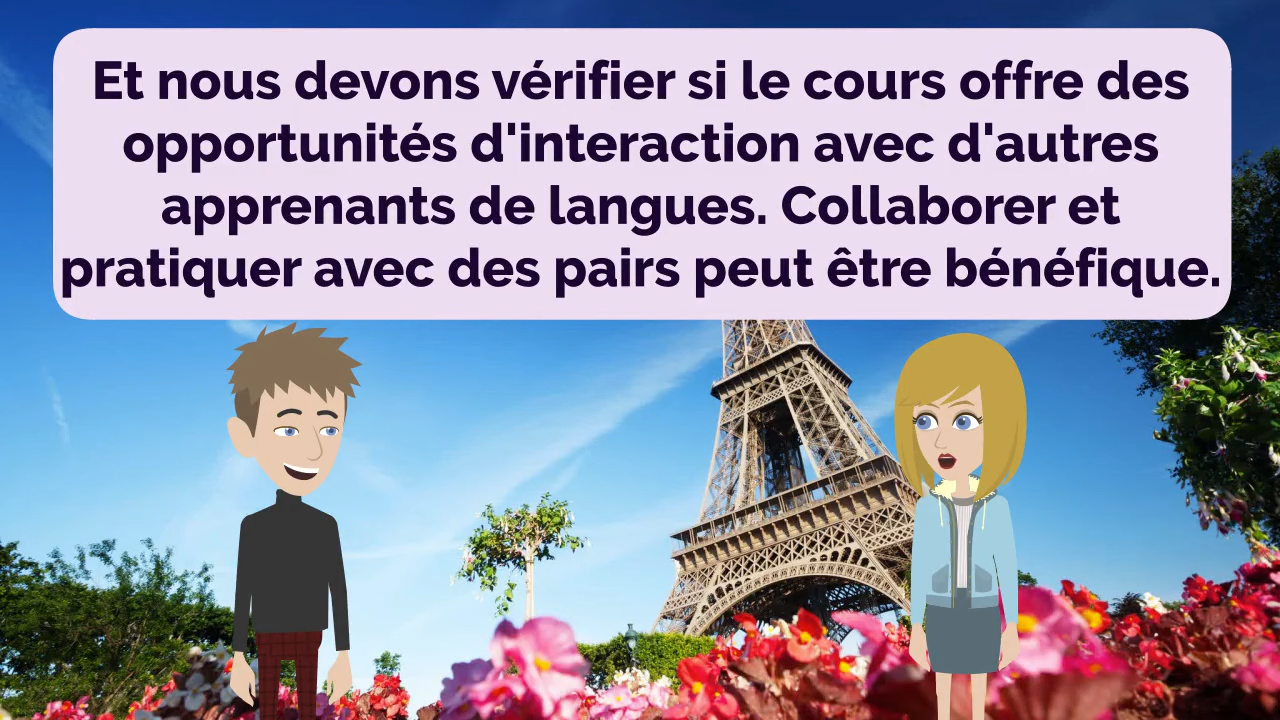 Et nous devons vérifier si le cours offre des
opportunités d'interaction avec d'autres
apprenants de langues. Collaborer et
pratiquer avec des pairs peut être bénéfique.